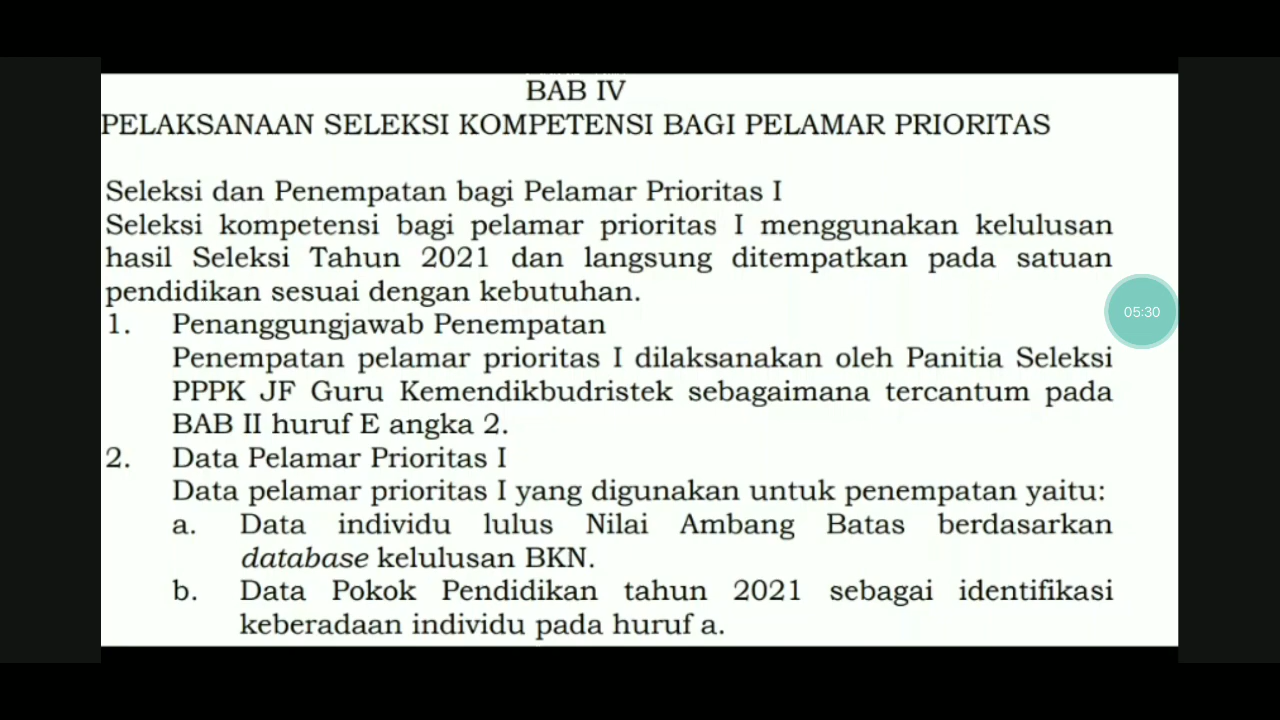 BAB IV
PELAKSANAAN SELEKSI KOMPETENSI BAGI PELAMAR PRIORITAS
Seleksi dan Penempatan bagi Pelamar Prioritas I
Seleksi kompetensi bagi pelamar prioritas I menggunakan kelulusan
hasil Seleksi Tahun 2021 dan langsung ditempatkan pada satuan
pendidikan sesuai dengan kebutuhan.
1. Penanggungjawab Penempatan
Penempatan pelamar prioritas I dilaksanakan oleh Panitia Seleksi
PPPK JF Guru Kemendikbudristek sebagaimana tercantum pada
BAB II huruf E angka 2.
2. Data Pelamar Prioritas I
Data pelamar prioritas I yang digunakan untuk penempatan yaitu:
a. Data individu lulus Nilai Ambang Batas berdasarkan
database kelulusan BKN.
b. Data Pokok Pendidikan tahun 2021 sebagai identifikasi
keberadaan individu pada huruf a.
05:30